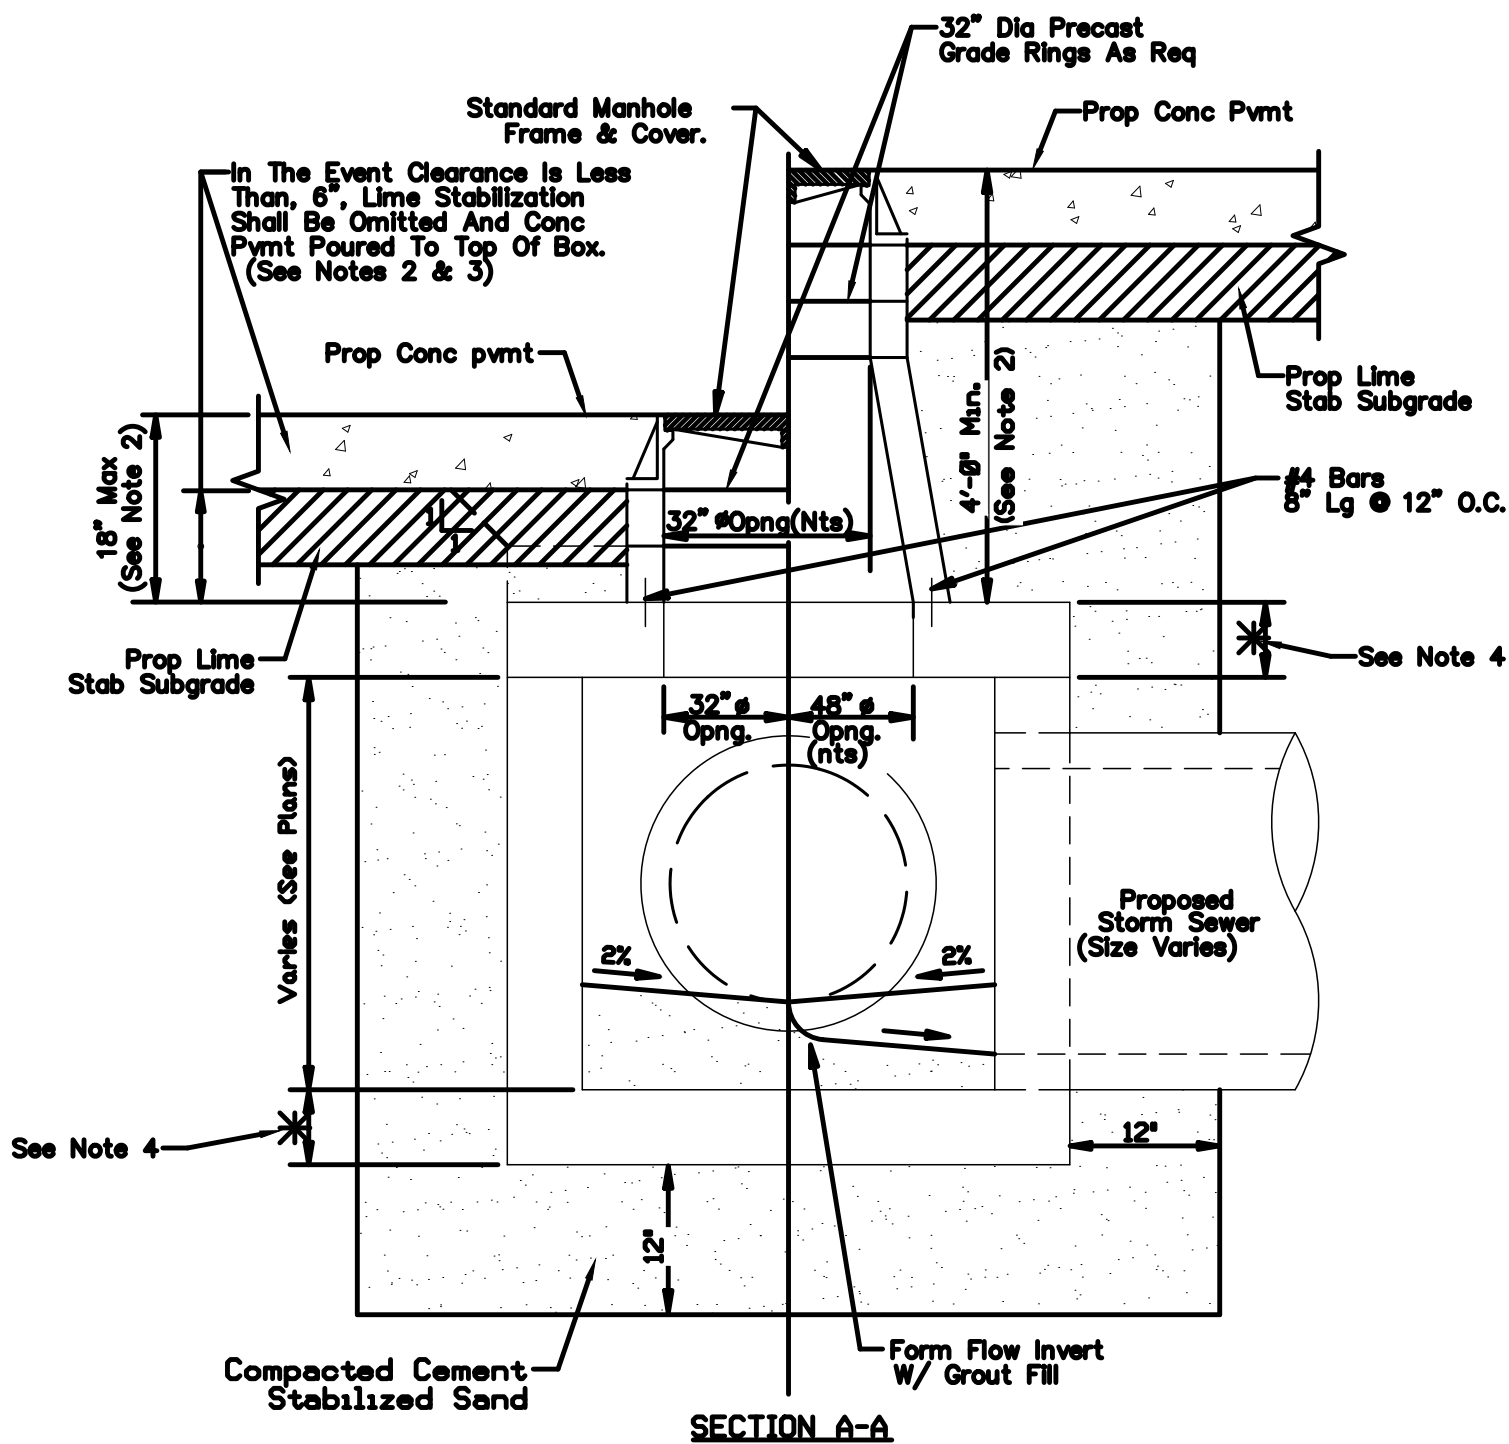 32" Dia Precast
Grade Rings As Req
Standard Manhole
Frame & Cover.
Prop Conc Pvmt
In The Event Clearance Is Less
Than, 6", Lime Stabilization
Shall Be Omitted And Conc
Pvmt Poured To Top Of Box.
(See Notes 2 & 3)
Prop Conc pvmt
Prop Lime
Stab Subgrade
18" Max
(See Note 2)
4'-0" Min.
(See Note 2)
#4 Bars
8" Lg @ 12" O.C.
1
1
32" øOpng(Nts)
Prop Lime
Stab Subgrade
See Note 4
32" ø
Opng.
48" ø
Opng.
(nts)
Varies (See Plans)
Proposed
Storm Sewer
(Size Varies)
2%
2%
See Note 4
12"
12"
Form Flow Invert
W/ Grout Fill
Compacted Cement
Stabilized Sand
SECTION A-A